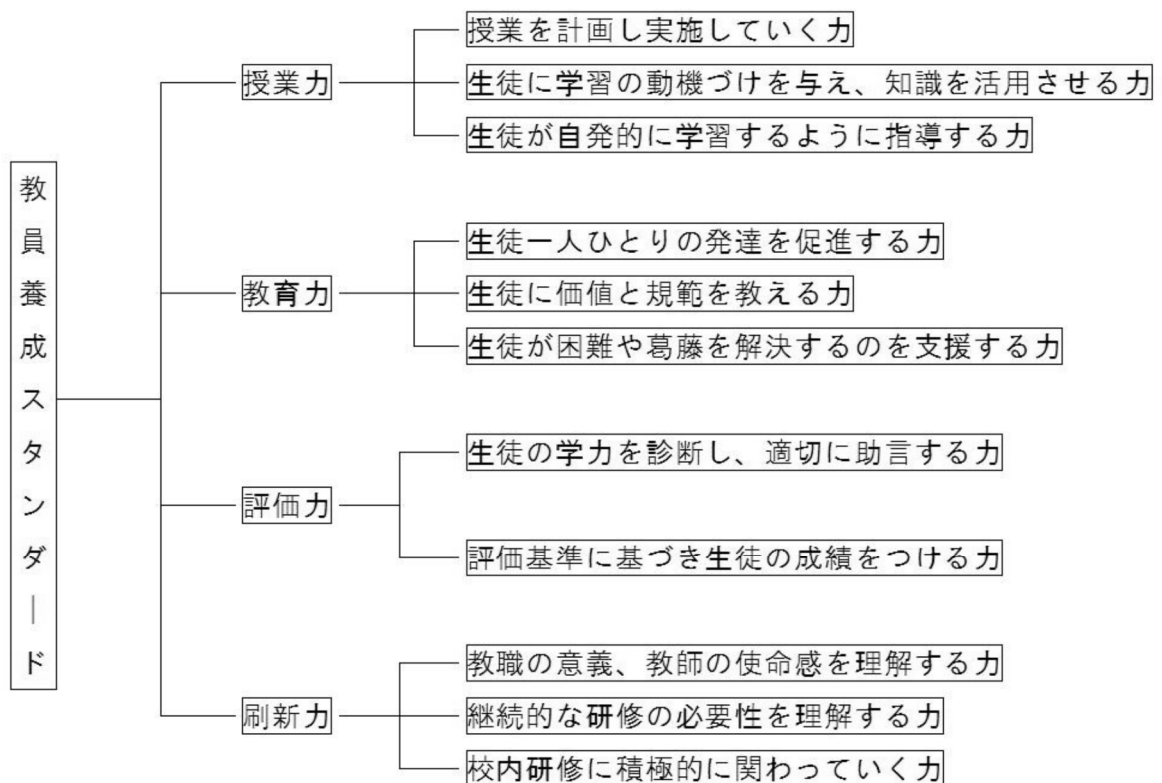 教員養成スタンダード
授業力
授業を計画し実施していく力
生徒に学習の動機づけを与え、知識を活用させる力
生徒が自発的に学習するように指導する力
教育力
生徒一人ひとりの発達を促進する力
生徒に価値と規範を教える力
生徒が困難や葛藤を解決するのを支援する力
評価力
生徒の学力を診断し、適切に助言する力
評価基準に基づき生徒の成績をつける力
刷新力
教職の意義、教師の使命感を理解する力
継続的な研修の必要性を理解する力
校内研修に積極的に関わっていく力